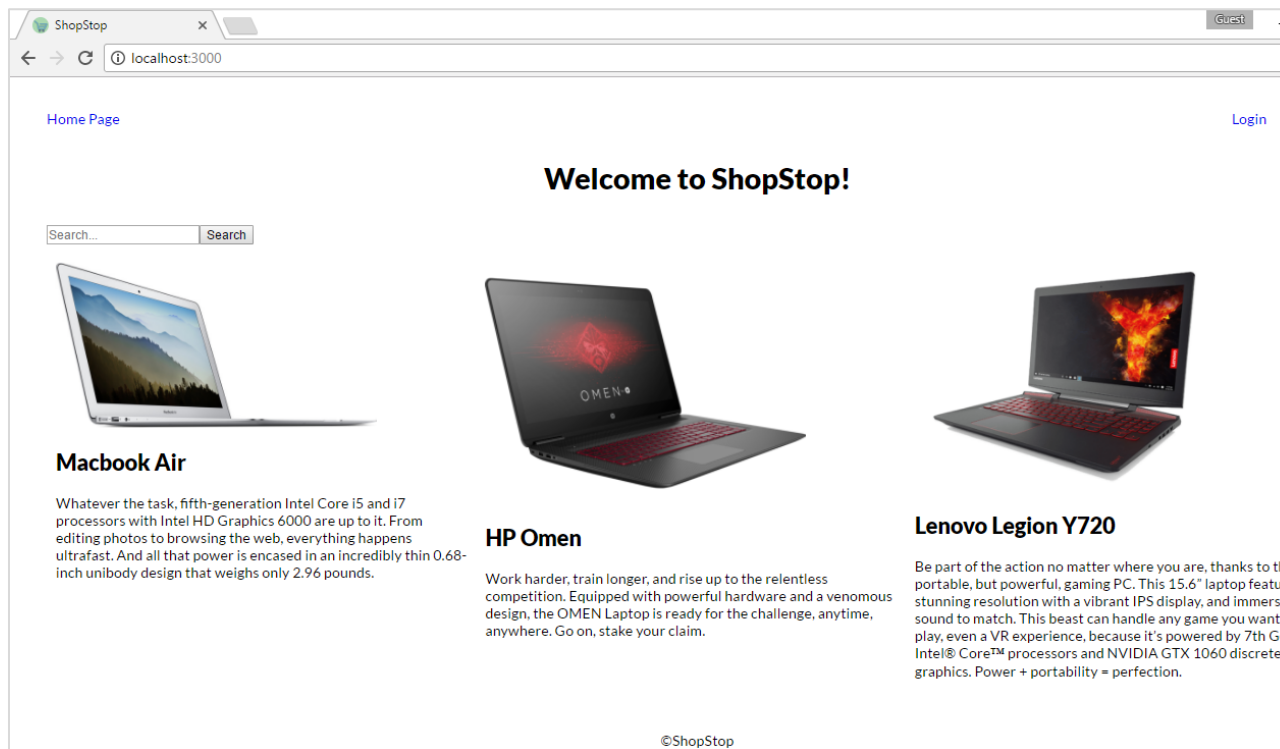 ShopStop
Guest
localhost:3000
Home Page
Login
Welcome to ShopStop!
Search...
Search
OMEN
Macbook Air
Whatever the task, fifth-generation Intel Core i5 and i7
processors with Intel HD Graphics 6000 are up to it. From
editing photos to browsing the web, everything happens
ultrafast. And all that power is encased in an incredibly thin 0.68-
inch unibody design that weighs only 2.96 pounds.
HP Omen
Work harder, train longer, and rise up to the relentless
competition. Equipped with powerful hardware and a venomous
design, the OMEN Laptop is ready for the challenge, anytime,
anywhere. Go on, stake your claim.
Lenovo Legion Y720
Be part of the action no matter where you are, thanks to
portable, but powerful, gaming PC. This 15.6" laptop
stunning resolution with a vibrant IPS display, and
sound to match. This beast can handle any game you want
play, even a VR experience, because it's powered by 7th
Intel® Core™ processors and NVIDIA GTX 1060 discrete
graphics. Power + portability = perfection.
©ShopStop